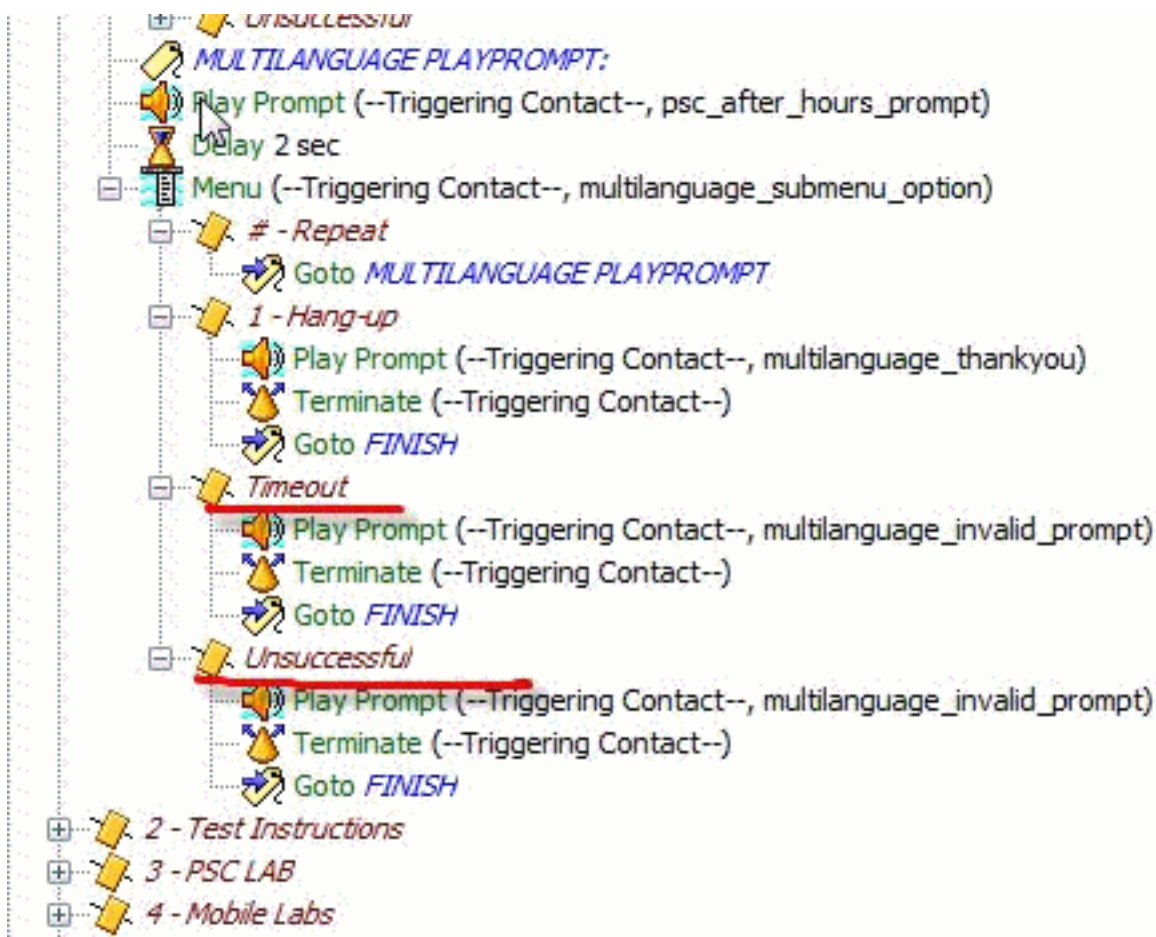 Unsuccessful
MULTILANGUAGE PLAYPROMPT:
Play Prompt (--Triggering Contact--, psc_after_hours_prompt)
Delay 2 sec
Menu (--Triggering Contact--, multilanguage_submenu_option)
# - Repeat
Goto MULTILANGUAGE PLAYPROMPT
1 - Hang-up
Play Prompt (--Triggering Contact--, multilanguage_thankyou)
Terminate (--Triggering Contact--)
Goto FINISH
Timeout
Play Prompt (--Triggering Contact--, multilanguage_invalid_prompt)
Terminate (--Triggering Contact--)
Goto FINISH
Unsuccessful
Play Prompt (--Triggering Contact--, multilanguage_invalid_prompt)
Terminate (--Triggering Contact--)
Goto FINISH
2 - Test Instructions
3 - PSC LAB
4 - Mobile Labs